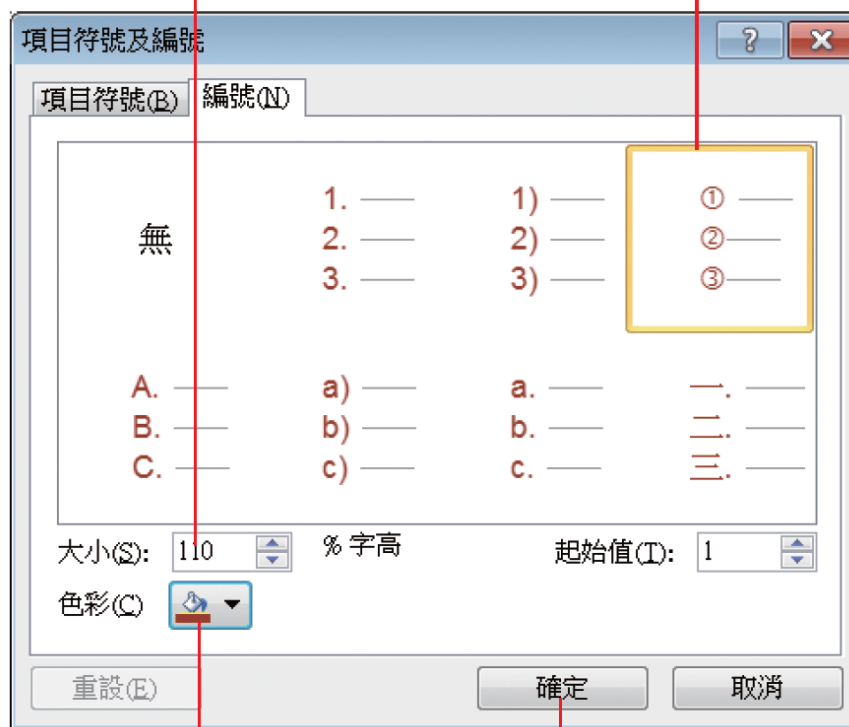 項目符號及編號
項目符號(B) 編號(N)
無
1.
2.
3.
1)
2)
3)
①
②
③
A.
B.
C.
a)
b)
c)
a.
b.
c.
一.
二.
三.
大小(S): 110 % 字高 起始值(T): 1
色彩(C)
重設(E) 確定 取消